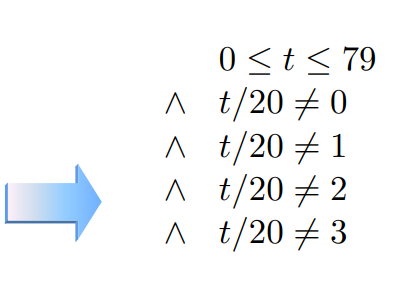 0 ≤ t ≤ 79
∧ t/20 ≠ 0
∧ t/20 ≠ 1
∧ t/20 ≠ 2
∧ t/20 ≠ 3